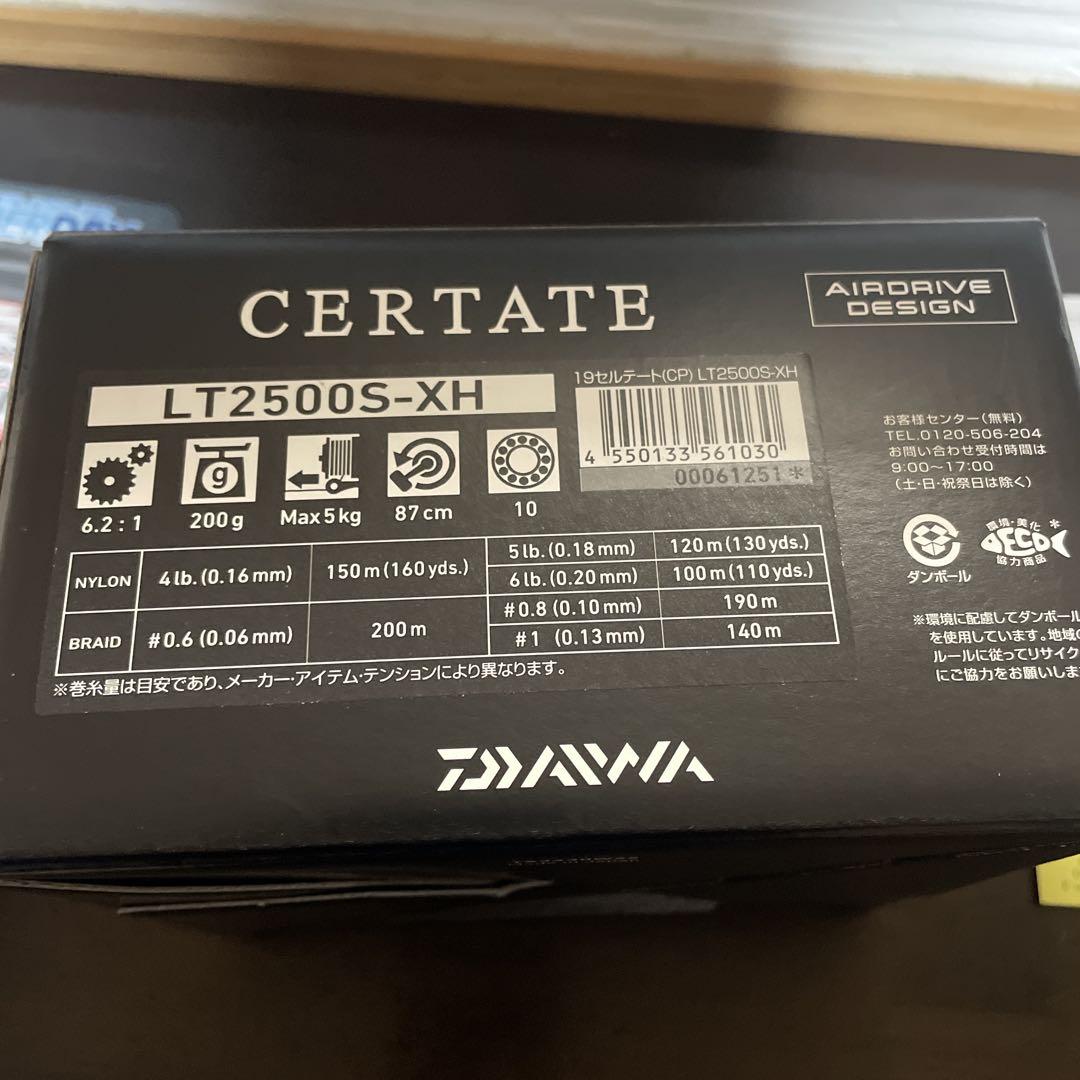 CERTATE
AIRDRIVE
DESIGN
LT2500S-XH
19セルテート(CP) LT2500S-XH
4 550133 561030
00061251*
6.2:1
200g
Max5kg
87cm
10
NYLON 4lb.(0.16mm) 150m(160yds.) 5lb.(0.18mm) 120m(130yds.)
6lb.(0.20mm) 100m(110yds.)
BRAID #0.6(0.06mm) 200m #0.8(0.10mm) 190m
#1 (0.13mm) 140m
※巻糸量は目安であり、メーカー・アイテム・テンションにより異なります。
お客様センター(無料)
TEL.0120-506-204
お問い合わせ受付時間は
9:00〜17:00
(土・日・祝祭日は除く)
ダンボール
環境・美化*
ECO
協力商品
※環境に配慮してダンボール
を使用しています。地域の
ルールに従ってリサイク
にご協力をお願いしま
DAIWA